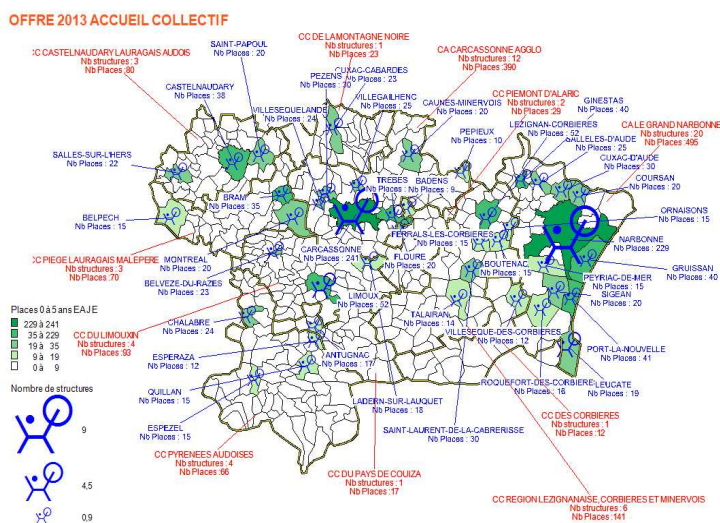 OFFRE 2013 ACCUEIL COLLECTIF
CC CASTELNAUDARY LAURAGAIS AUDOIS
Nb structures : 3
Nb Places : 80
SAINT-PAPOUL
Nb Places : 20
CC DE LA MONTAGNE NOIRE
Nb structures : 1
Nb Places : 23
CUXAC-CABARDES
Nb Places : 23
PEZENS
Nb Places : 30
CA CARCASSONNE AGGLO
Nb structures : 12
Nb Places : 390
CASTELNAUDARY
Nb Places : 38
VILLESEQUELANDE
Nb Places : 24
VILLEGAILHENC
Nb Places : 25
CAUNES-MINERVOIS
Nb Places : 20
CC PIEMONT D'ALARIC
Nb structures : 2
Nb Places : 29
GINESTAS
Nb Places : 40
LEZIGNAN-CORBIERES
Nb Places : 52
CA LE GRAND NARBONNE
Nb structures : 20
Nb Places : 495
SALLELES-D'AUDE
Nb Places : 25
PEPIEUX
Nb Places : 10
CUXAC-D'AUDE
Nb Places : 30
SALLES-SUR-L'HERS
Nb Places : 22
COURSAN
Nb Places : 20
BRAM
Nb Places : 35
TREBES
Nb Places
BADENS
Nb Places : 9
BELPECH
Nb Places : 15
ORNAISONS
Nb Places : 15
FERRALS-LES-CORBIERES
Nb Places : 15
NARBONNE
Nb Places : 229
CC PIEGE LAURAGAIS MALEPERE
Nb structures : 3
Nb Places : 70
MONTREAL
Nb Places : 20
CARCASSONNE
Nb Places : 241
FLOURE
Nb Places : 20
BOUTENAC
Nb Places : 15
PEYRIAC-DE-MER
Nb Places : 15
GRUISSAN
Nb Places : 40
BELVEZE-DU-RAZES
Nb Places : 23
LIMOUX
Nb Places : 52
SIGEAN
Nb Places : 20
Places 0 à 5 ans EAJE
229 à 241
35 à 229
19 à 35
9 à 19
0 à 9
CC DU LIMOUXIN
Nb structures : 4
Nb Places : 93
CHALABRE
Nb Places : 24
TALAIRAN
Nb Places : 14
VILLESEQUE-DES-CORBIERES
Nb Places : 12
PORT-LA-NOUVELLE
Nb Places : 41
ESPERAZA
Nb Places : 12
ANTUGNAC
Nb Places : 17
Nombre de structures
9
4,5
0,9
QUILLAN
Nb Places : 15
ROQUEFORT-DES-CORBIERE
Nb Places : 16
LEUCATE
Nb Places : 19
LADERN-SUR-LAUQUET
Nb Places : 18
ESPEZEL
Nb Places : 15
SAINT-LAURENT-DE-LA-CABRERISSE
Nb Places : 30
CC DES CORBIERES
Nb structures : 1
Nb Places : 12
CC PYRENEES AUDOISES
Nb structures : 4
Nb Places : 66
CC DU PAYS DE COUIZA
Nb structures : 1
Nb Places : 17
CC REGION LEZIGNANAISE, CORBIERES ET MINERVOIS
Nb structures : 6
Nb Places : 141